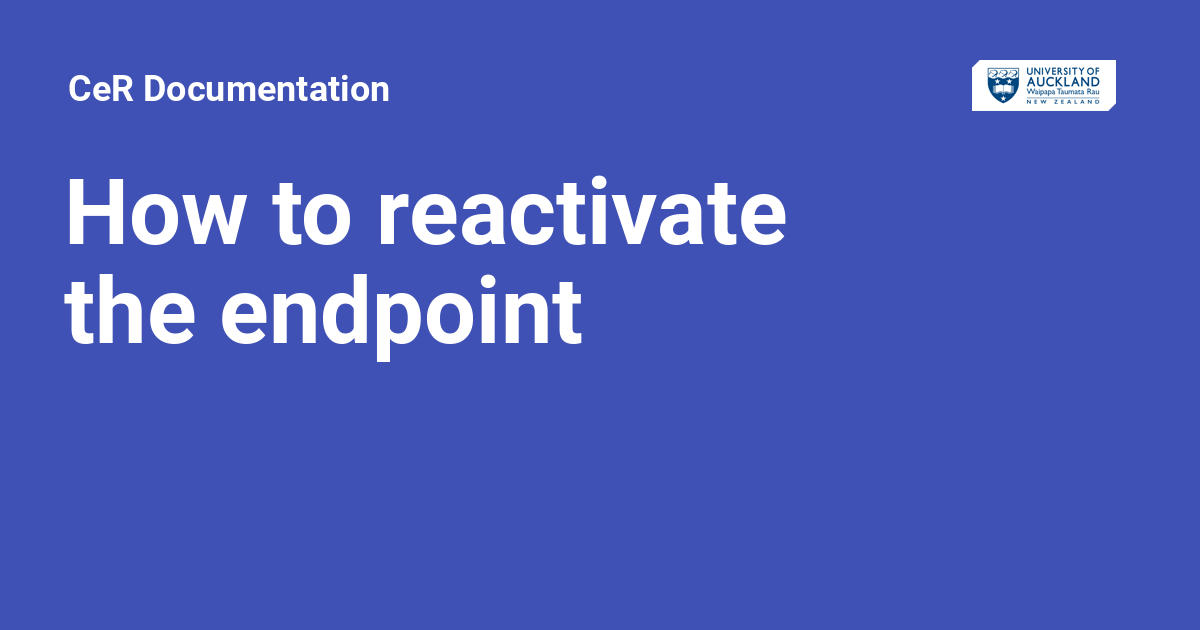 CeR Documentation
UNIVERSITY OF
AUCKLAND
Waipapa Taumata Rau
NEW ZEALAND
How to reactivate
the endpoint